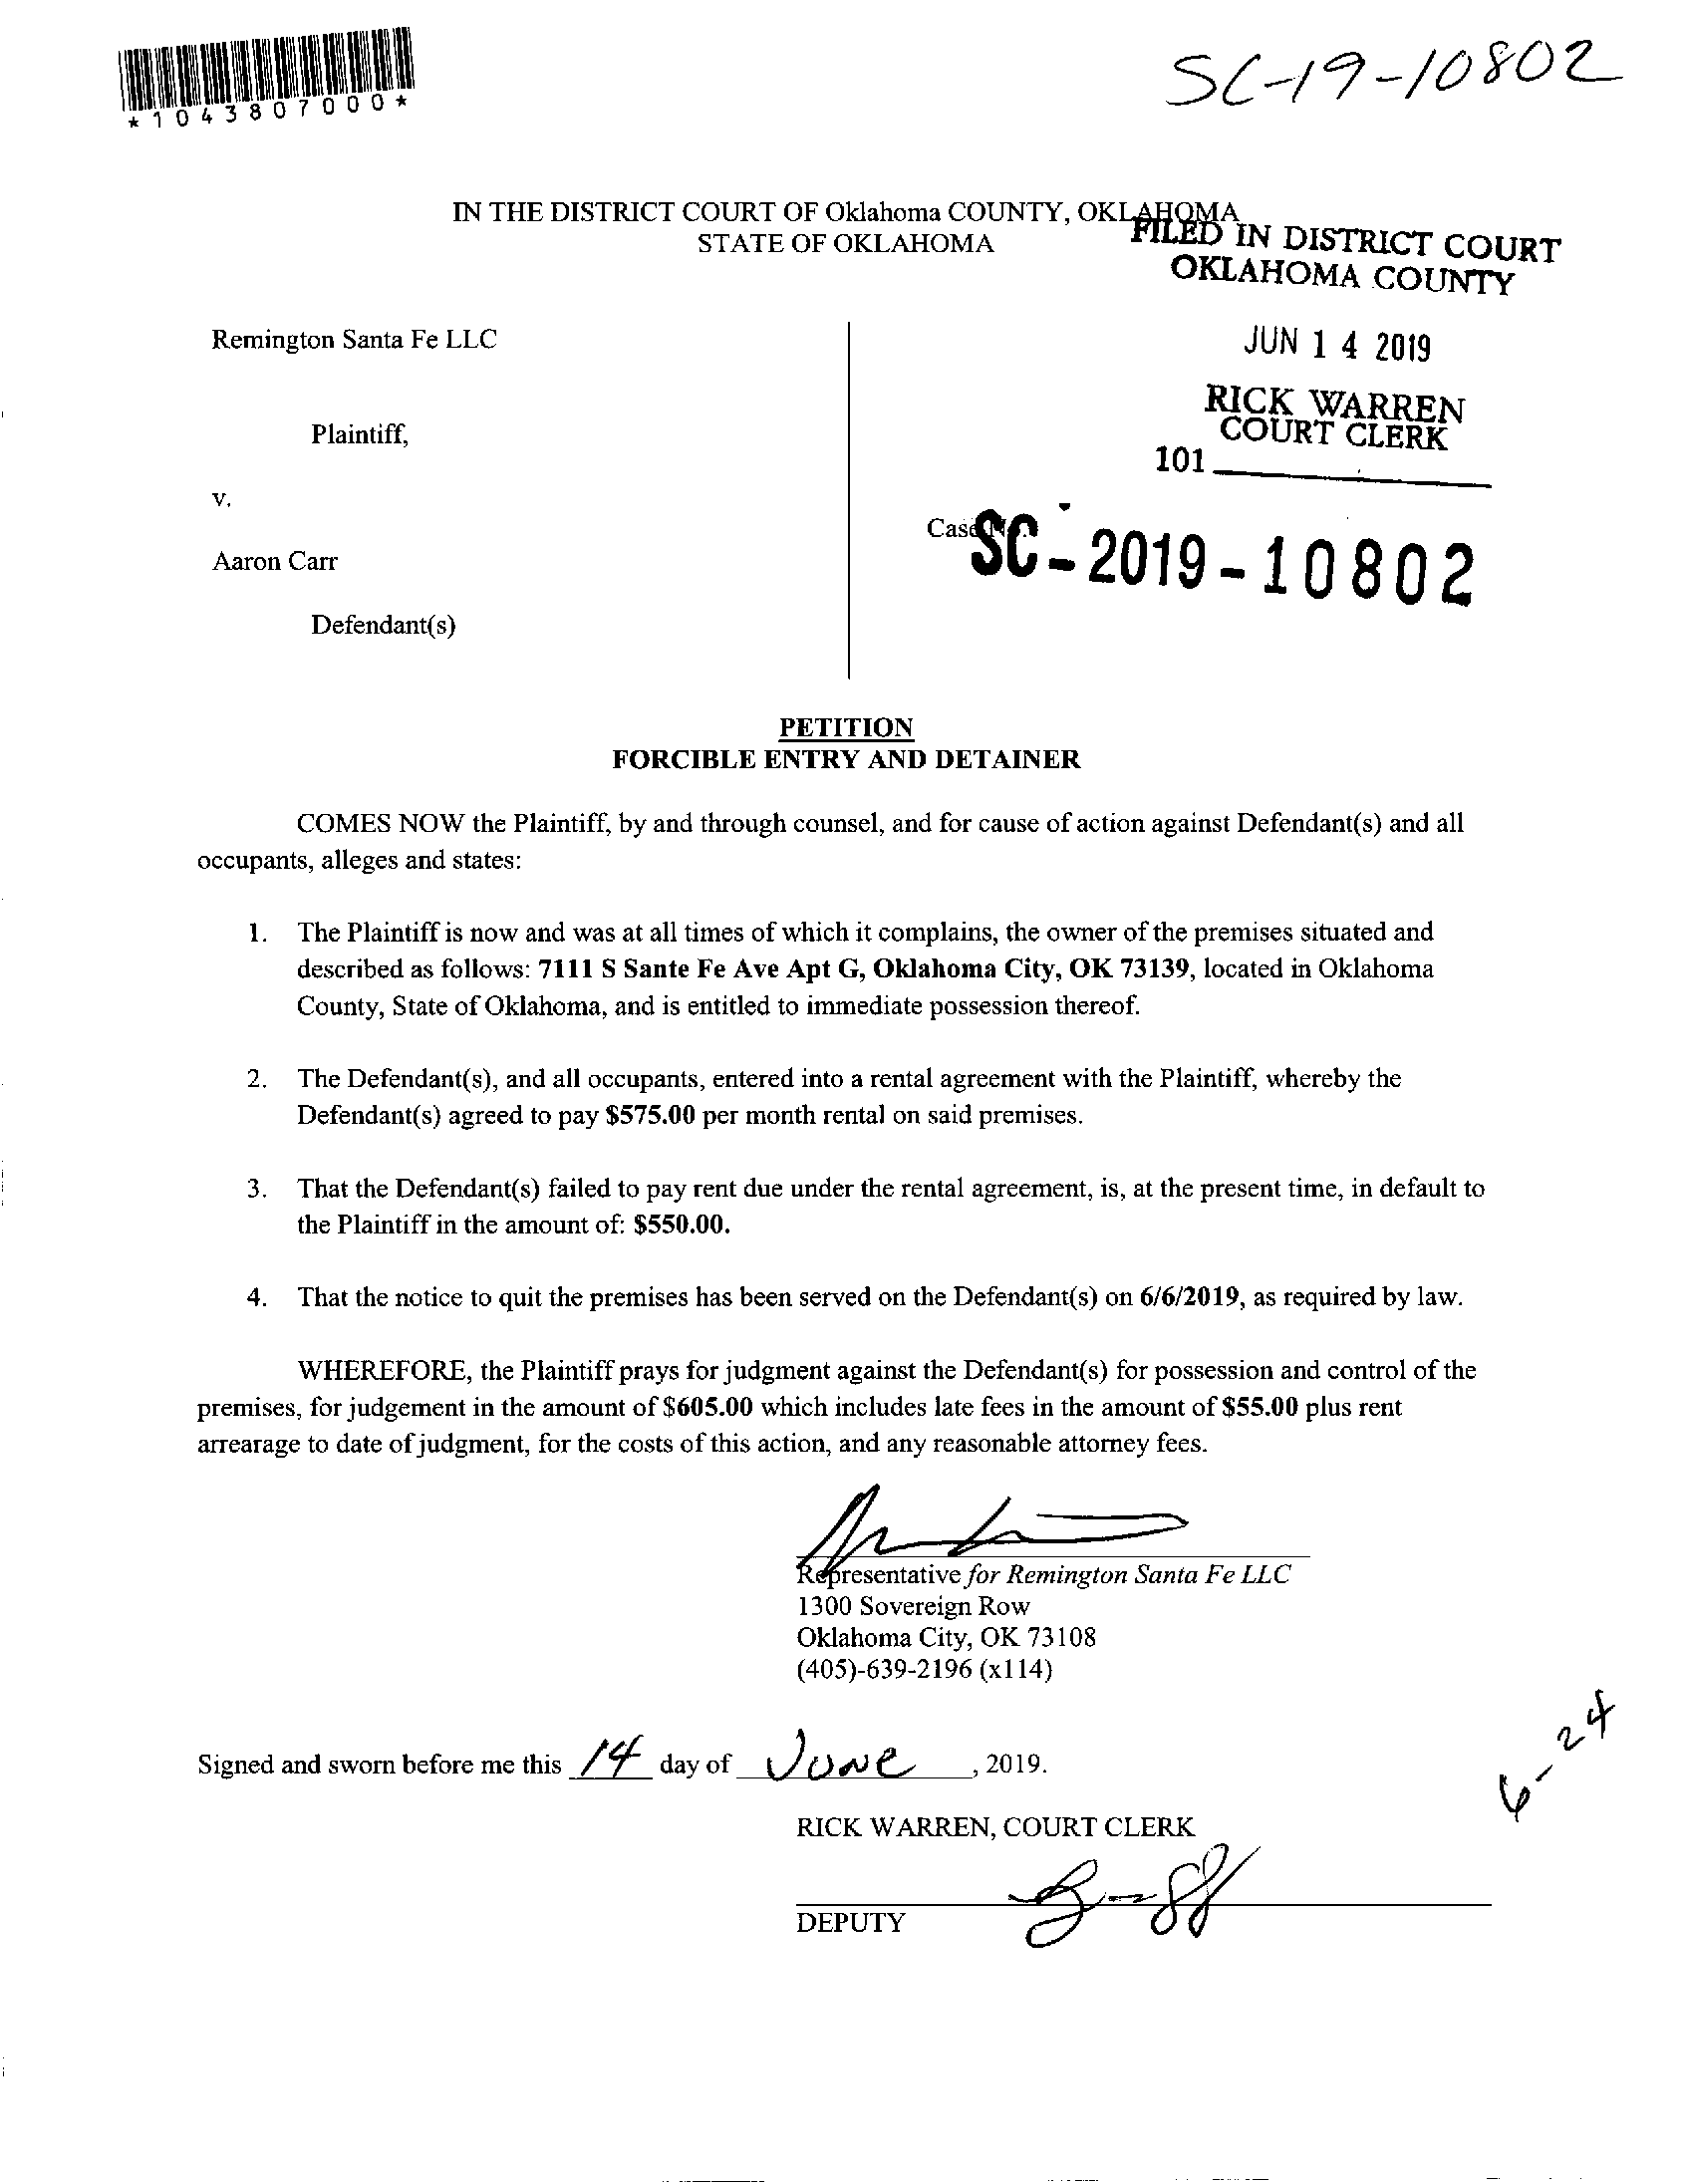 *1043807000*
SC-19-10802
IN THE DISTRICT COURT OF Oklahoma COUNTY, OKLAHOMA
STATE OF OKLAHOMA
FILED IN DISTRICT COURT
OKLAHOMA COUNTY
JUN 14 2019
RICK WARREN
COURT CLERK
101
Remington Santa Fe LLC
Plaintiff,
v.
Case No.:
SC-2019-10802
Aaron Carr
Defendant(s)
PETITION
FORCIBLE ENTRY AND DETAINER
COMES NOW the Plaintiff, by and through counsel, and for cause of action against Defendant(s) and all
occupants, alleges and states:
1. The Plaintiff is now and was at all times of which it complains, the owner of the premises situated and
described as follows: 7111 S Sante Fe Ave Apt G, Oklahoma City, OK 73139, located in Oklahoma
County, State of Oklahoma, and is entitled to immediate possession thereof.
2. The Defendant(s), and all occupants, entered into a rental agreement with the Plaintiff, whereby the
Defendant(s) agreed to pay $575.00 per month rental on said premises.
3. That the Defendant(s) failed to pay rent due under the rental agreement, is, at the present time, in default to
the Plaintiff in the amount of: $550.00.
4. That the notice to quit the premises has been served on the Defendant(s) on 6/6/2019, as required by law.
WHEREFORE, the Plaintiff prays for judgment against the Defendant(s) for possession and control of the
premises, for judgement in the amount of $605.00 which includes late fees in the amount of $55.00 plus rent
arrearage to date of judgment, for the costs of this action, and any reasonable attorney fees.
Representative for Remington Santa Fe LLC
1300 Sovereign Row
Oklahoma City, OK 73108
(405)-639-2196 (x114)
Signed and sworn before me this 14 day of June, 2019.
6-24
RICK WARREN, COURT CLERK
DEPUTY